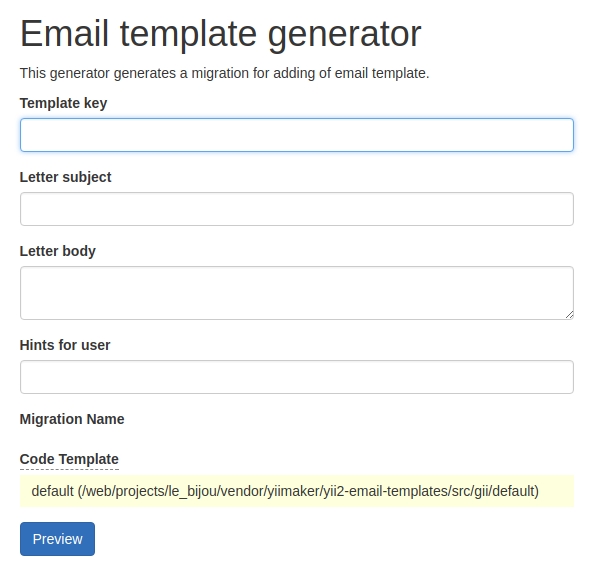 Email template generator
This generator generates a migration for adding of email template.
Template key
Letter subject
Letter body
Hints for user
Migration Name
Code Template
default (/web/projects/le_bijou/vendor/yiimaker/yii2-email-templates/src/gii/default)
Preview